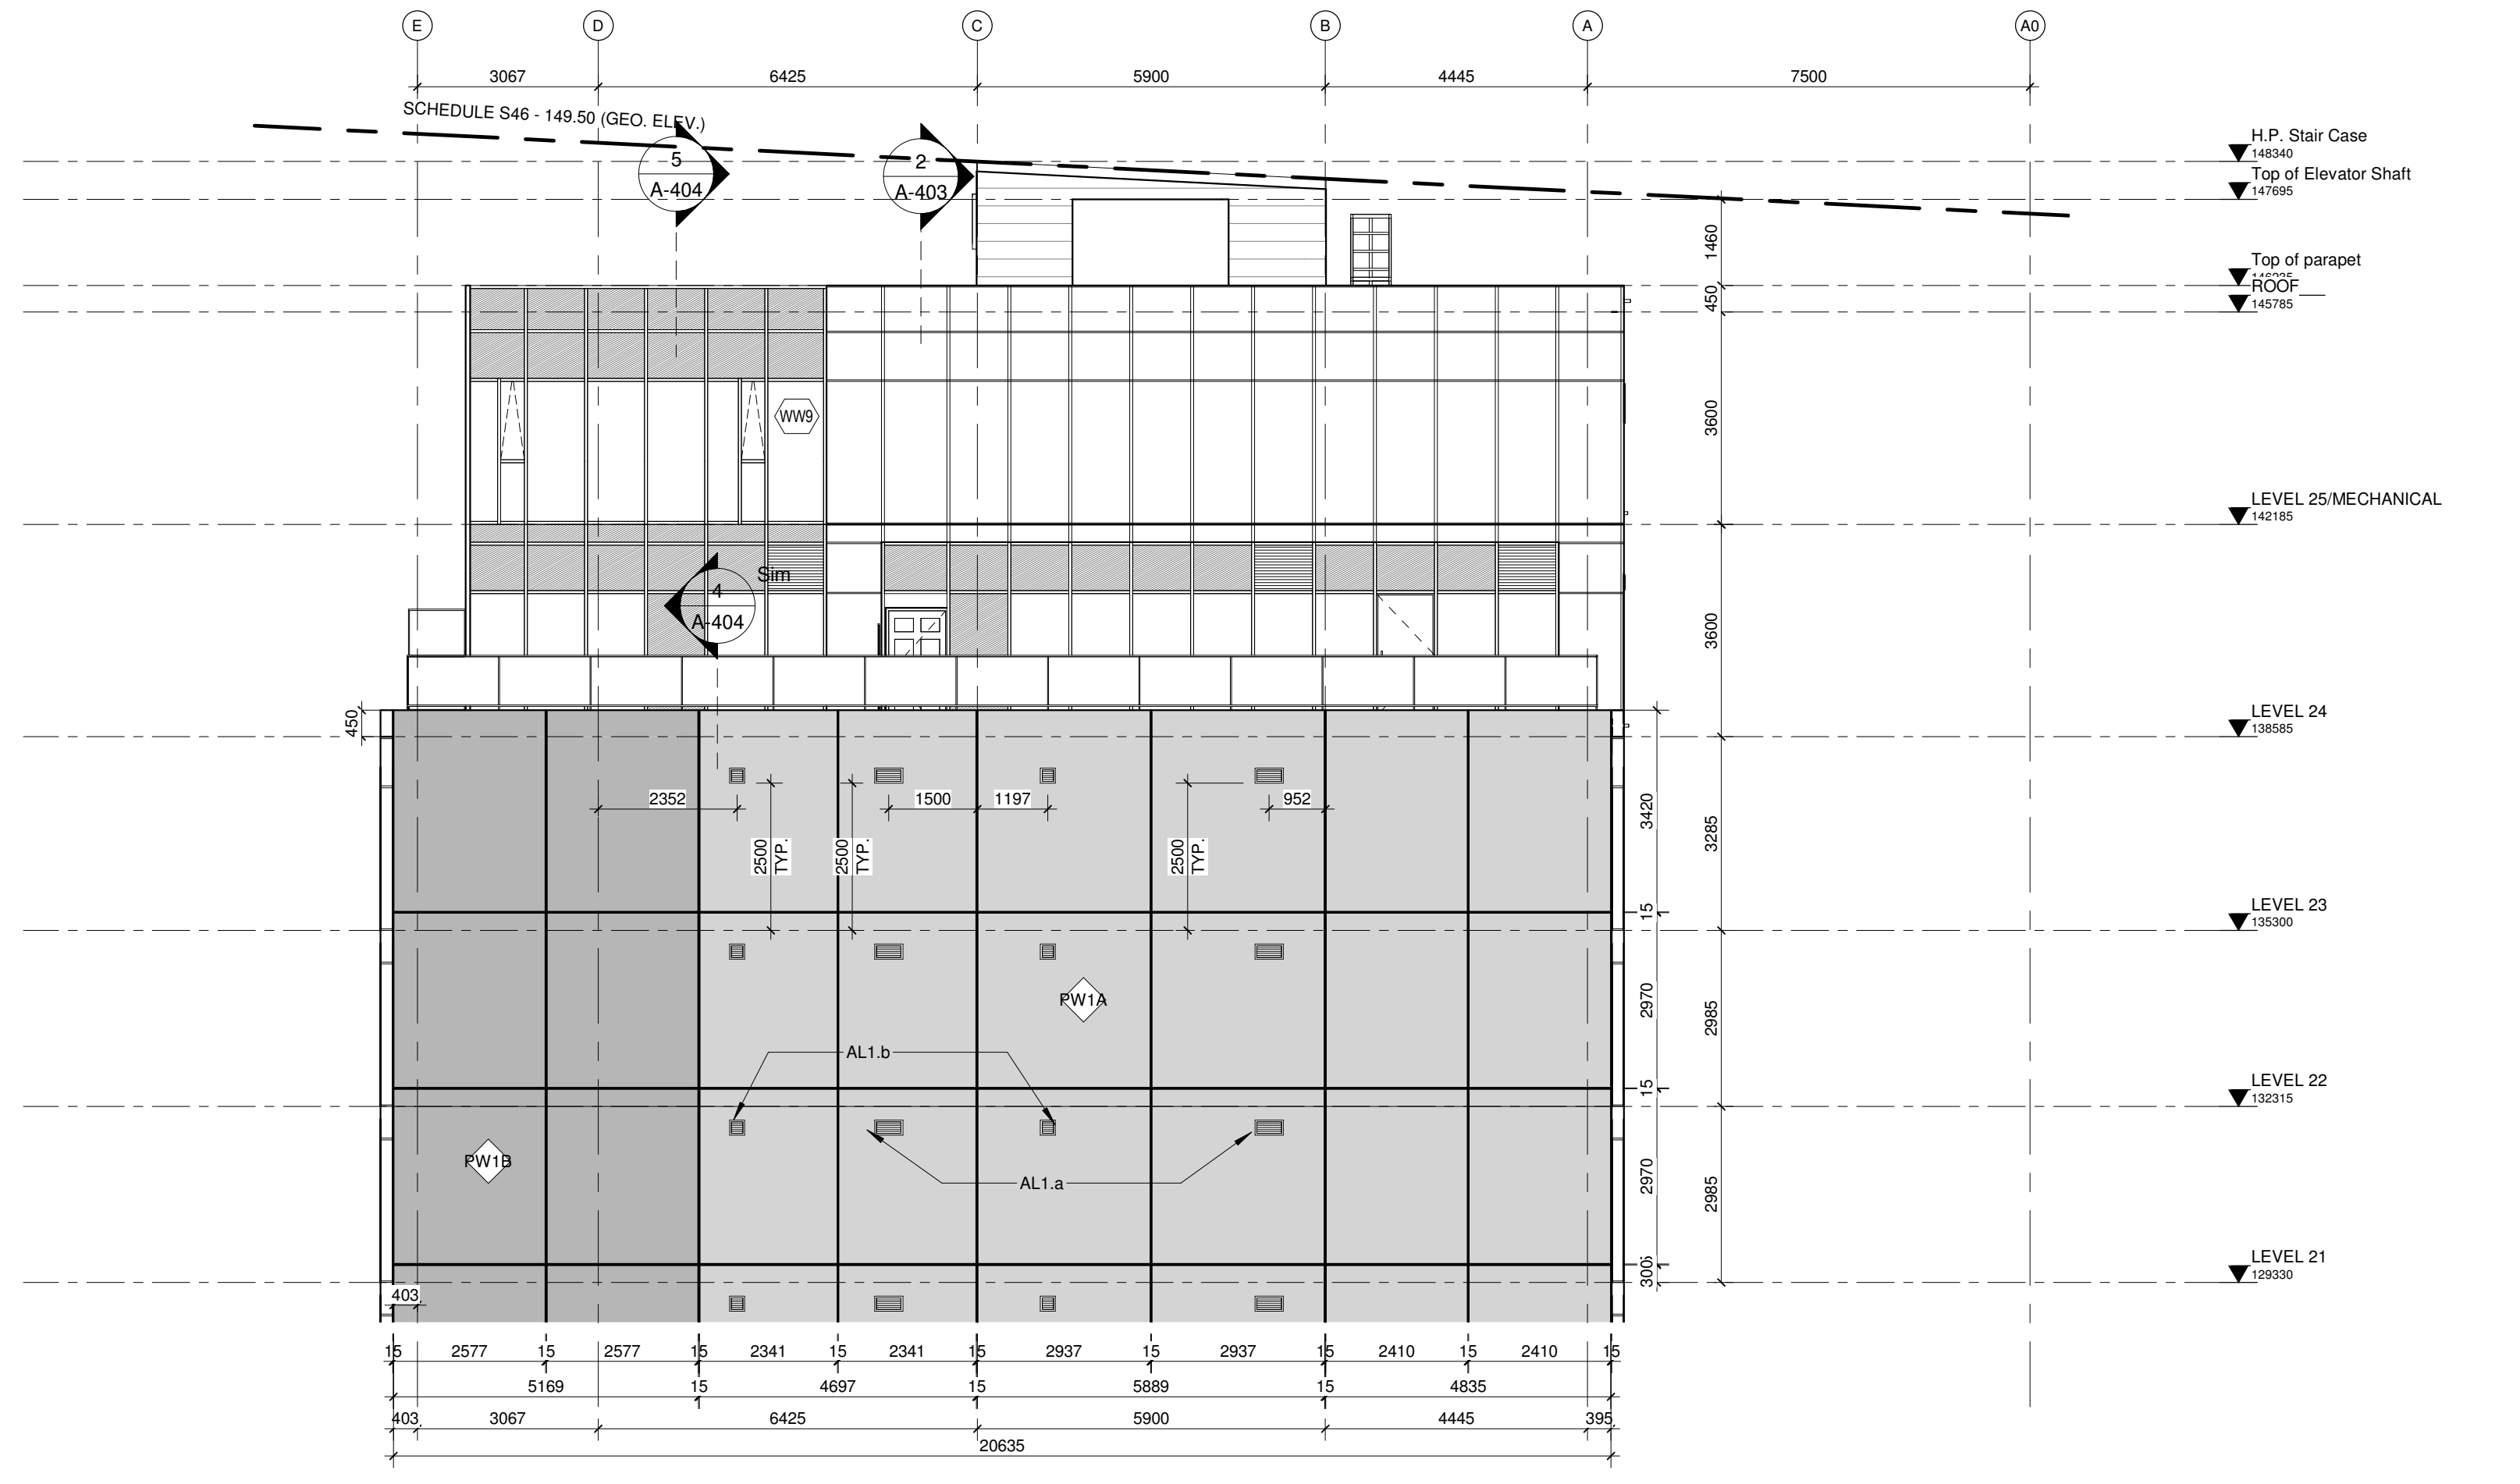 E D C B A A0
3067 6425 5900 4445 7500
SCHEDULE S46 - 149.50 (GEO. ELEV.)
5
A-404
2
A-403
H.P. Stair Case
148340
Top of Elevator Shaft
147695
1460
Top of parapet
146235
ROOF
145785
450
WW9
3600
LEVEL 25/MECHANICAL
142185
Sim
4
A-404
3600
LEVEL 24
138585
450
2352 1500 1197 952
2500
TYP.
2500
TYP.
2500
TYP.
3420
3285
LEVEL 23
135300
15
PW1A
2970
2985
AL1.b
LEVEL 22
132315
15
PW1B
AL1.a
2970
2985
LEVEL 21
129330
300
403
15 2577 15 2577 15 2341 15 2341 15 2937 15 2937 15 2410 15 2410 15
5169 15 4697 15 5889 15 4835
403 3067 6425 5900 4445 395
20635